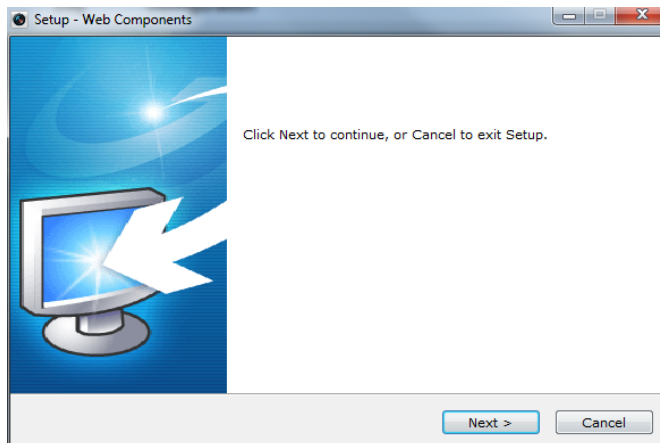 Setup - Web Components
Click Next to continue, or Cancel to exit Setup.
Next >
Cancel